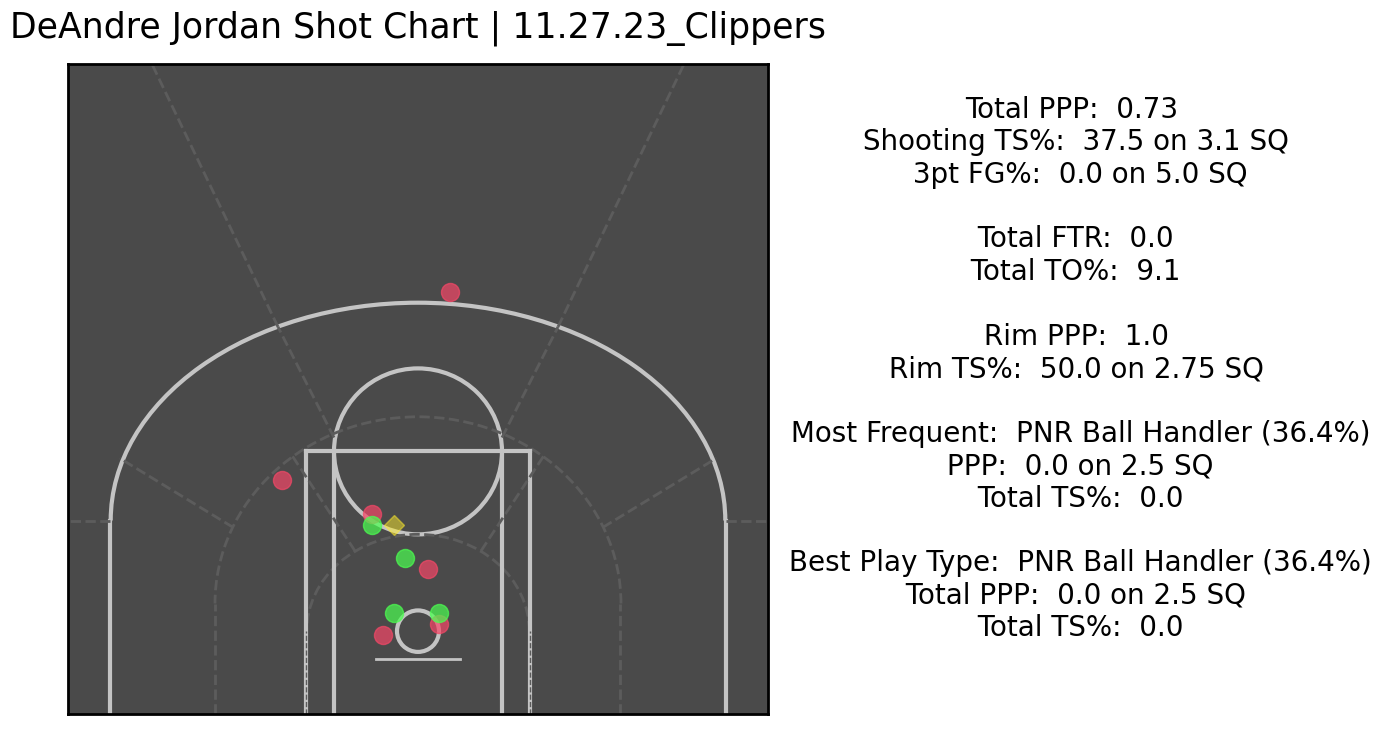 DeAndre Jordan Shot Chart | 11.27.23_Clippers
Total PPP: 0.73
Shooting TS%: 37.5 on 3.1 SQ
3pt FG%: 0.0 on 5.0 SQ
Total FTR: 0.0
Total TO%: 9.1
Rim PPP: 1.0
Rim TS%: 50.0 on 2.75 SQ
Most Frequent: PNR Ball Handler (36.4%)
PPP: 0.0 on 2.5 SQ
Total TS%: 0.0
Best Play Type: PNR Ball Handler (36.4%)
Total PPP: 0.0 on 2.5 SQ
Total TS%: 0.0